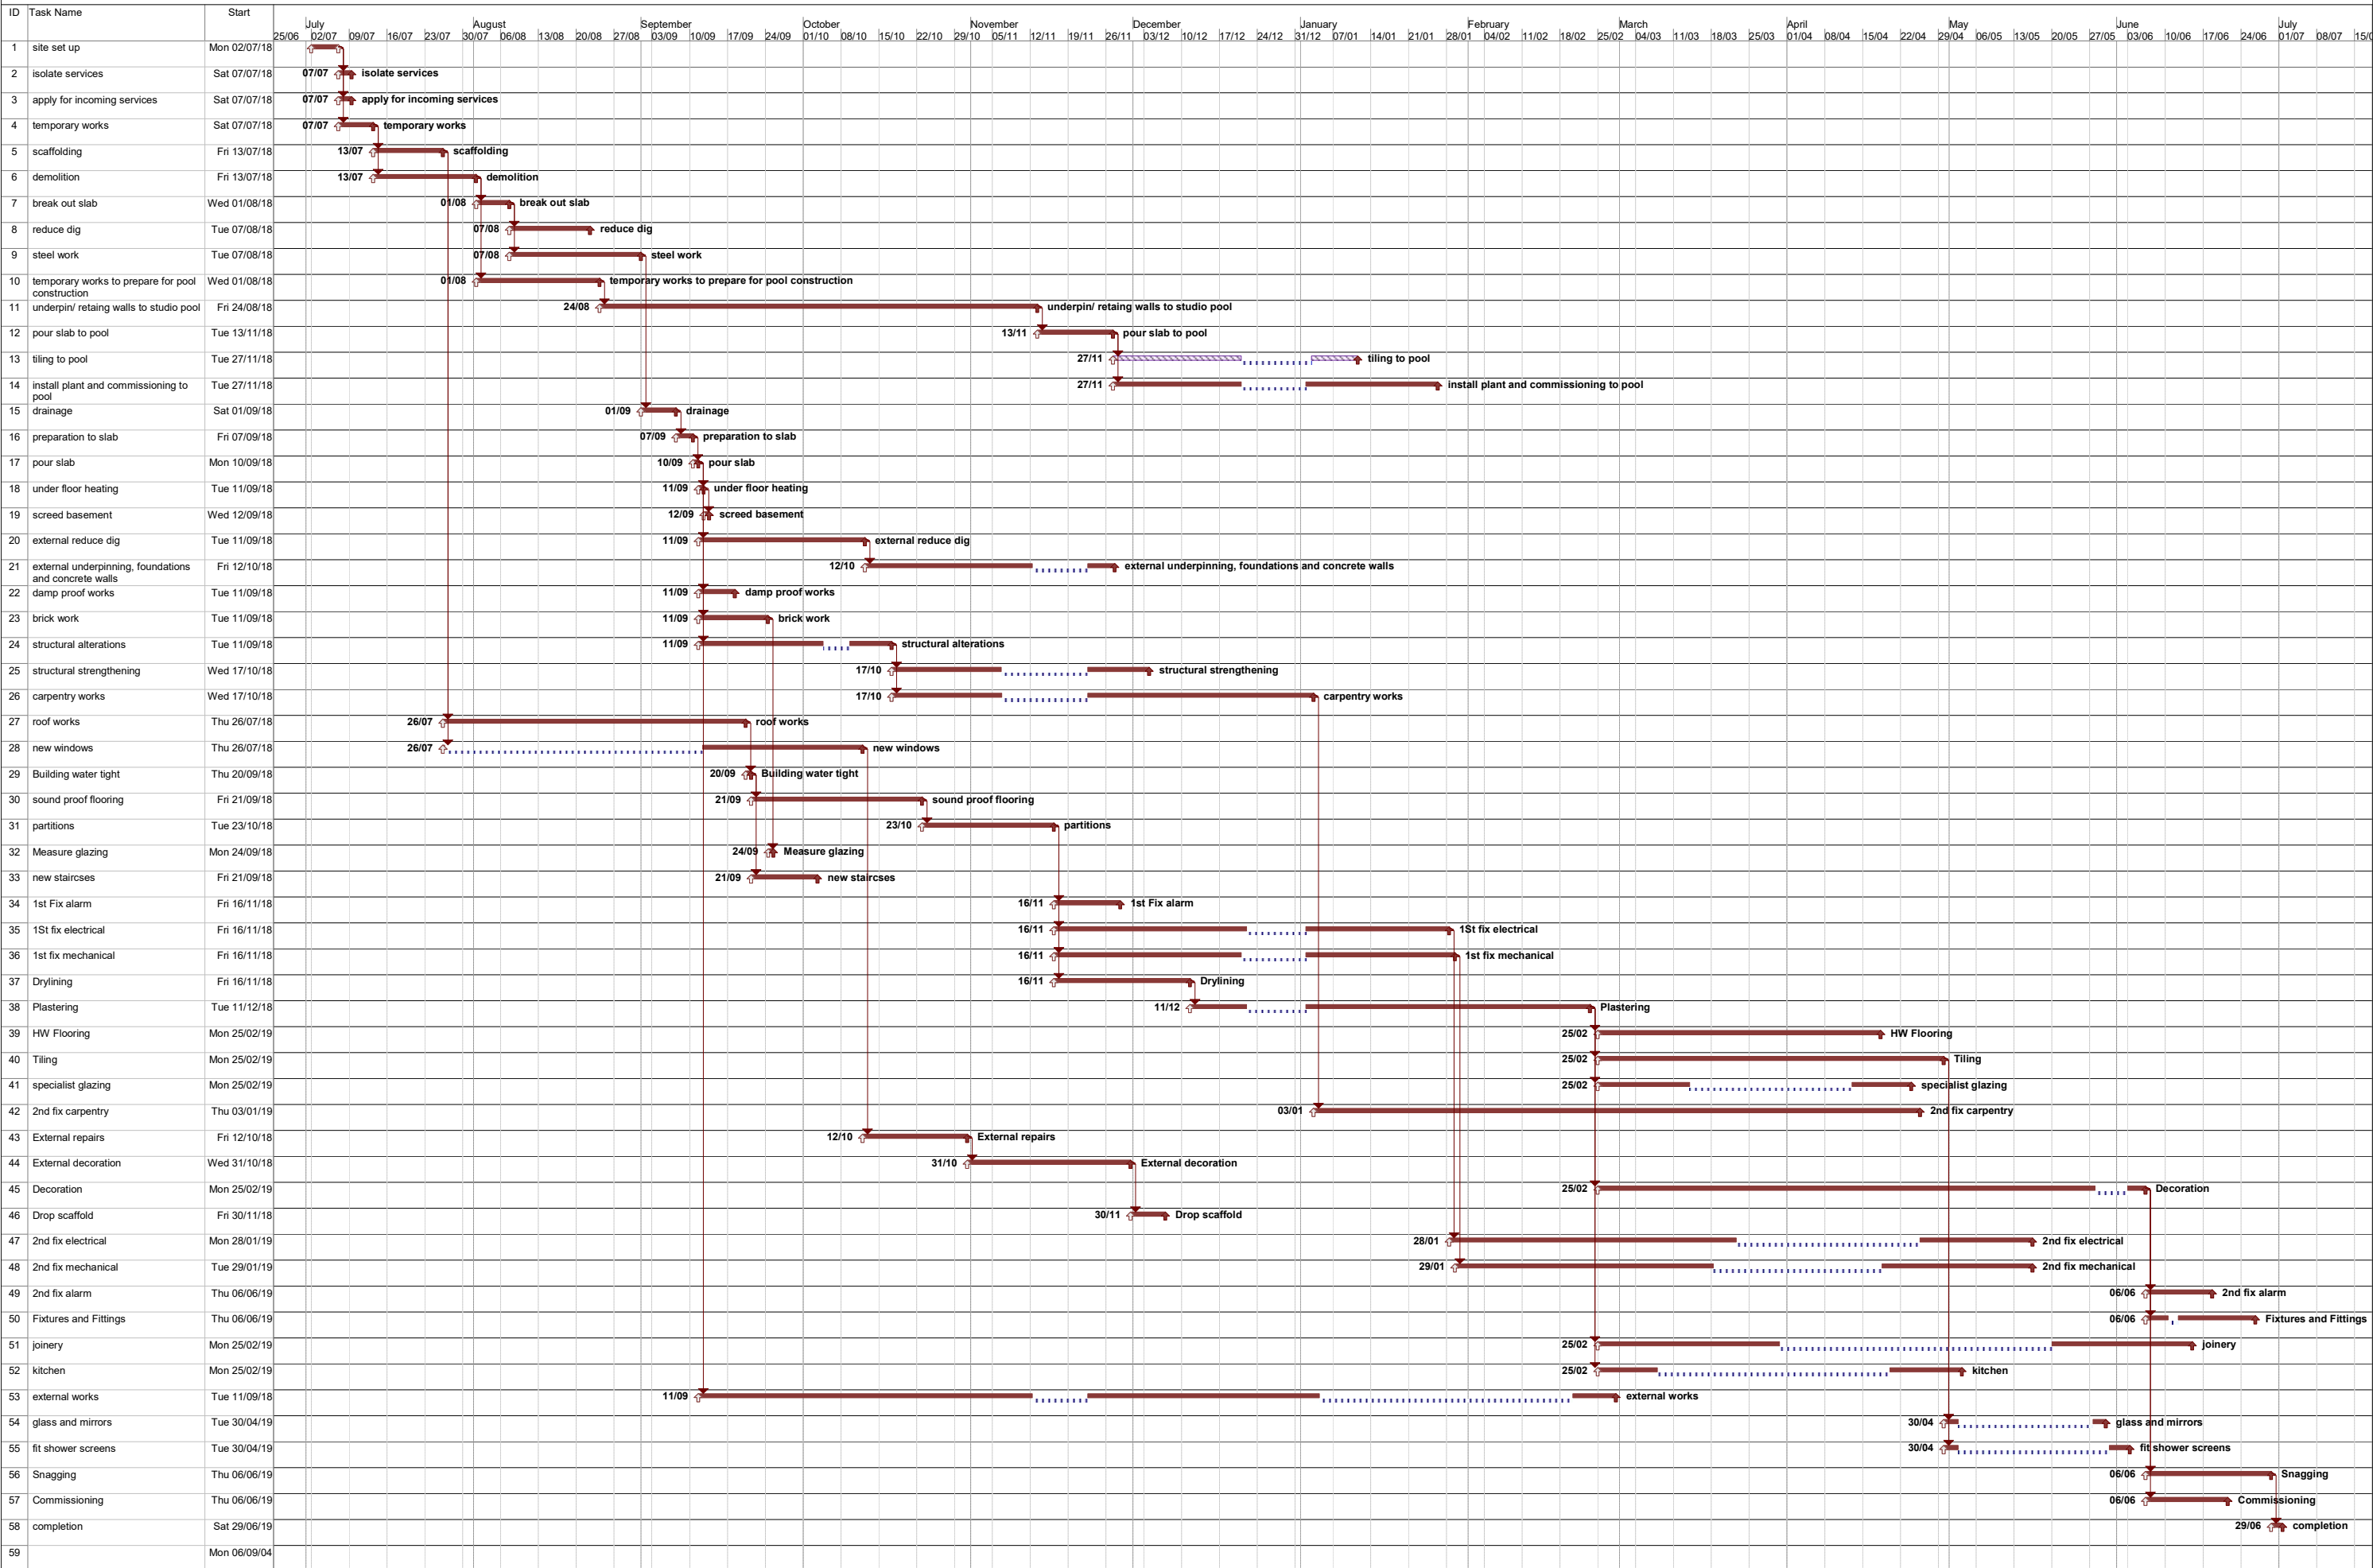 ID Task Name Start
July August September October November December January February March April May June July
25/06 02/07 09/07 16/07 23/07 30/07 06/08 13/08 20/08 27/08 03/09 10/09 17/09 24/09 01/10 08/10 15/10 22/10 29/10 05/11 12/11 19/11 26/11 03/12 10/12 17/12 24/12 31/12 07/01 14/01 21/01 28/01 04/02 11/02 18/02 25/02 04/03 11/03 18/03 25/03 01/04 08/04 15/04 22/04 29/04 06/05 13/05 20/05 27/05 03/06 10/06 17/06 24/06 01/07 08/07 15/0
1 site set up Mon 02/07/18
2 isolate services Sat 07/07/18 07/07 isolate services
3 apply for incoming services Sat 07/07/18 07/07 apply for incoming services
4 temporary works Sat 07/07/18 07/07 temporary works
5 scaffolding Fri 13/07/18 13/07 scaffolding
6 demolition Fri 13/07/18 13/07 demolition
7 break out slab Wed 01/08/18 01/08 break out slab
8 reduce dig Tue 07/08/18 07/08 reduce dig
9 steel work Tue 07/08/18 07/08 steel work
10 temporary works to prepare for pool Wed 01/08/18 01/08 temporary works to prepare for pool construction
construction
11 underpin/ retaing walls to studio pool Fri 24/08/18 24/08 underpin/ retaing walls to studio pool
12 pour slab to pool Tue 13/11/18 13/11 pour slab to pool
13 tiling to pool Tue 27/11/18 27/11 tiling to pool
14 install plant and commissioning to Tue 27/11/18 27/11 install plant and commissioning to pool
pool
15 drainage Sat 01/09/18 01/09 drainage
16 preparation to slab Fri 07/09/18 07/09 preparation to slab
17 pour slab Mon 10/09/18 10/09 pour slab
18 under floor heating Tue 11/09/18 11/09 under floor heating
19 screed basement Wed 12/09/18 12/09 screed basement
20 external reduce dig Tue 11/09/18 11/09 external reduce dig
21 external underpinning, foundations Fri 12/10/18 12/10 external underpinning, foundations and concrete walls
and concrete walls
22 damp proof works Tue 11/09/18 11/09 damp proof works
23 brick work Tue 11/09/18 11/09 brick work
24 structural alterations Tue 11/09/18 11/09 structural alterations
25 structural strengthening Wed 17/10/18 17/10 structural strengthening
26 carpentry works Wed 17/10/18 17/10 carpentry works
27 roof works Thu 26/07/18 26/07 roof works
28 new windows Thu 26/07/18 26/07 new windows
29 Building water tight Thu 20/09/18 20/09 Building water tight
30 sound proof flooring Fri 21/09/18 21/09 sound proof flooring
31 partitions Tue 23/10/18 23/10 partitions
32 Measure glazing Mon 24/09/18 24/09 Measure glazing
33 new staircses Fri 21/09/18 21/09 new staircses
34 1st Fix alarm Fri 16/11/18 16/11 1st Fix alarm
35 1St fix electrical Fri 16/11/18 16/11 1St fix electrical
36 1st fix mechanical Fri 16/11/18 16/11 1st fix mechanical
37 Drylining Fri 16/11/18 16/11 Drylining
38 Plastering Tue 11/12/18 11/12 Plastering
39 HW Flooring Mon 25/02/19 25/02 HW Flooring
40 Tiling Mon 25/02/19 25/02 Tiling
41 specialist glazing Mon 25/02/19 25/02 specialist glazing
42 2nd fix carpentry Thu 03/01/19 03/01 2nd fix carpentry
43 External repairs Fri 12/10/18 12/10 External repairs
44 External decoration Wed 31/10/18 31/10 External decoration
45 Decoration Mon 25/02/19 25/02 Decoration
46 Drop scaffold Fri 30/11/18 30/11 Drop scaffold
47 2nd fix electrical Mon 28/01/19 28/01 2nd fix electrical
48 2nd fix mechanical Tue 29/01/19 29/01 2nd fix mechanical
49 2nd fix alarm Thu 06/06/19 06/06 2nd fix alarm
50 Fixtures and Fittings Thu 06/06/19 06/06 Fixtures and Fittings
51 joinery Mon 25/02/19 25/02 joinery
52 kitchen Mon 25/02/19 25/02 kitchen
53 external works Tue 11/09/18 11/09 external works
54 glass and mirrors Tue 30/04/19 30/04 glass and mirrors
55 fit shower screens Tue 30/04/19 30/04 fit shower screens
56 Snagging Thu 06/06/19 06/06 Snagging
57 Commissioning Thu 06/06/19 06/06 Commissioning
58 completion Sat 29/06/19 29/06 completion
59 Mon 06/09/04